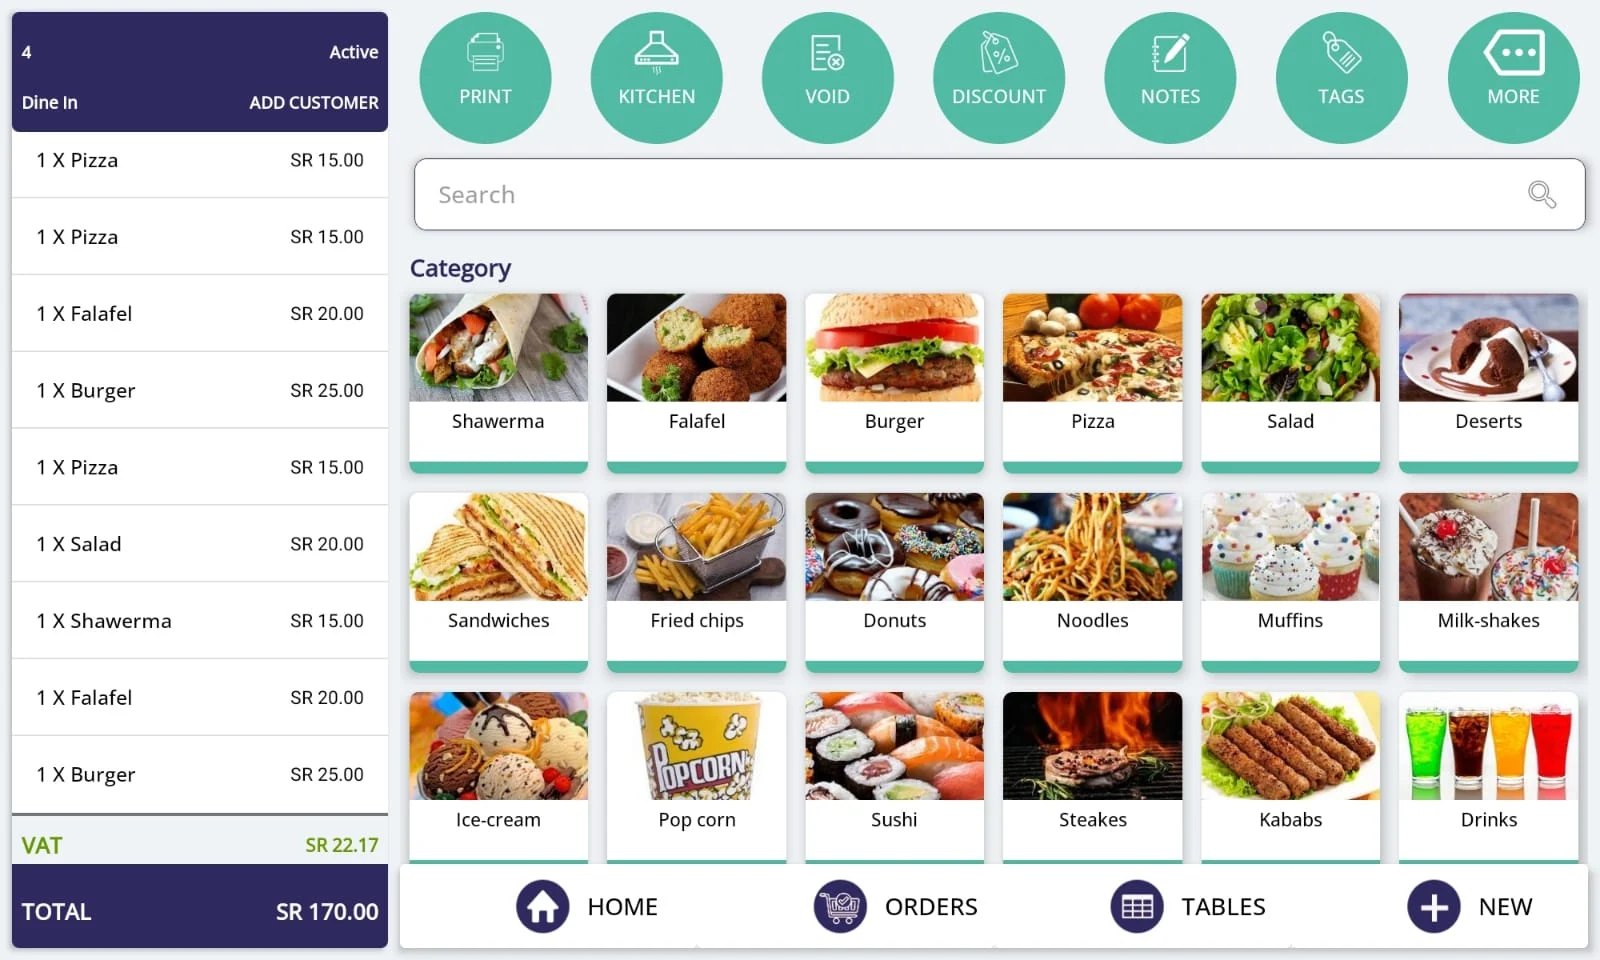 4 Active
Dine In ADD CUSTOMER
1 X Pizza SR 15.00
1 X Pizza SR 15.00
1 X Falafel SR 20.00
1 X Burger SR 25.00
1 X Pizza SR 15.00
1 X Salad SR 20.00
1 X Shawerma SR 15.00
1 X Falafel SR 20.00
1 X Burger SR 25.00
VAT SR 22.17
TOTAL SR 170.00
PRINT KITCHEN VOID DISCOUNT NOTES TAGS MORE
Search
Category
Shawerma Falafel Burger Pizza Salad Deserts
Sandwiches Fried chips Donuts Noodles Muffins Milk-shakes
POPCORN
Ice-cream Pop corn Sushi Steakes Kababs Drinks
HOME ORDERS TABLES NEW